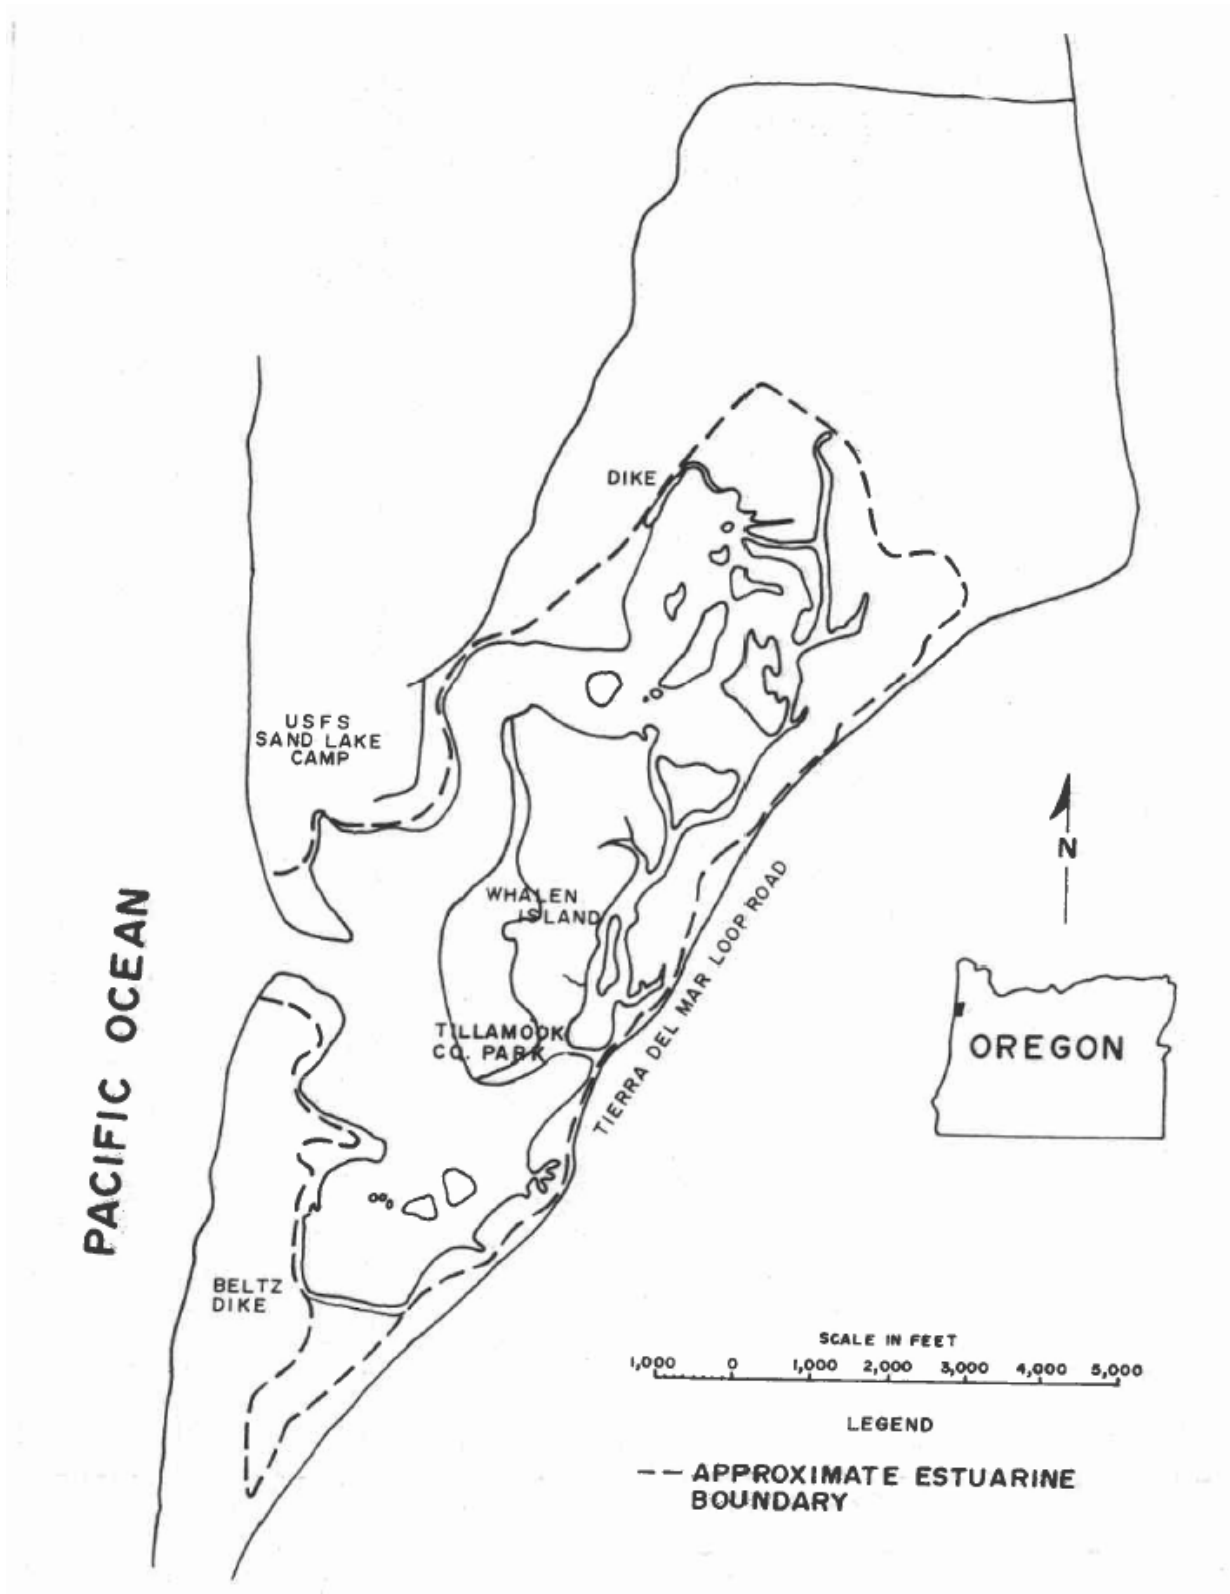 DIKE
USFS
SAND LAKE
CAMP
WHALEN
ISLAND
TILLAMOOK
CO. PARK
TIERRA DEL MAR LOOP ROAD
PACIFIC OCEAN
N
OREGON
BELTZ
DIKE
SCALE IN FEET
1,000 0 1,000 2,000 3,000 4,000 5,000
LEGEND
APPROXIMATE ESTUARINE
BOUNDARY